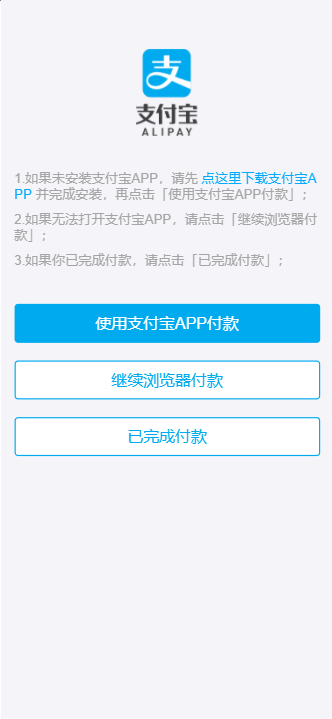 支
支付宝
ALIPAY
1.如果未安装支付宝APP，请先 点这里下载支付宝A
PP 并完成安装，再点击「使用支付宝APP付款」；
2.如果无法打开支付宝APP，请点击「继续浏览器付
款」；
3.如果你已完成付款，请点击「已完成付款」；
使用支付宝APP付款
继续浏览器付款
已完成付款